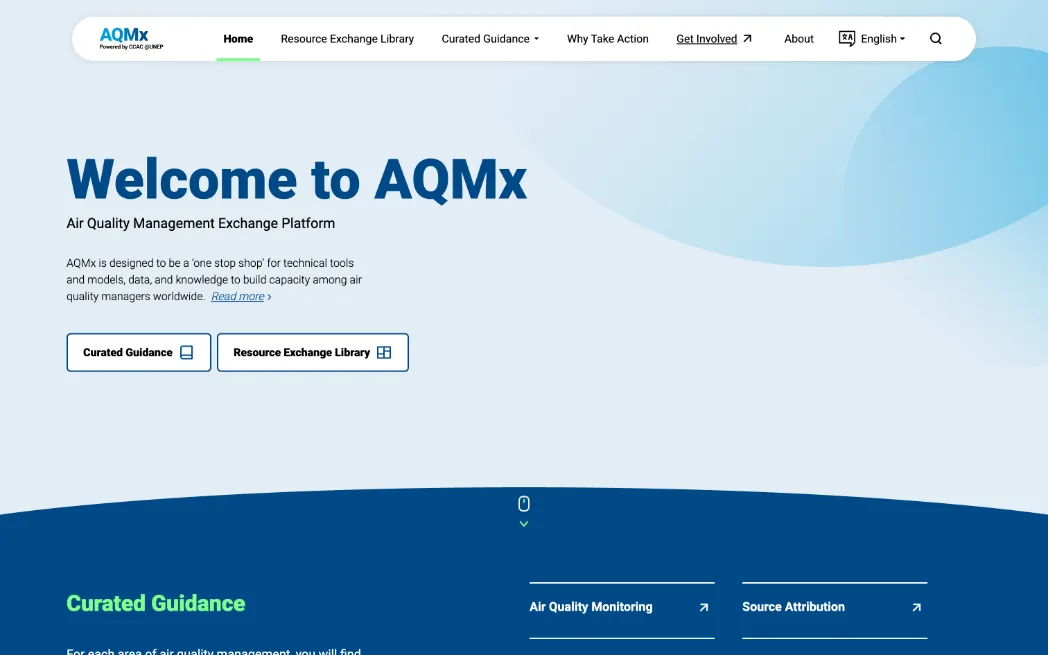 AQMx
Powered by CCAC @UNEP
Home
Resource Exchange Library
Curated Guidance
Why Take Action
Get Involved
About
English
Welcome to AQMx
Air Quality Management Exchange Platform
AQMx is designed to be a ‘one stop shop’ for technical tools
and models, data, and knowledge to build capacity among air
quality managers worldwide. Read more ›
Curated Guidance
Resource Exchange Library
Curated Guidance
Air Quality Monitoring
Source Attribution
For each area of air quality management, you will find